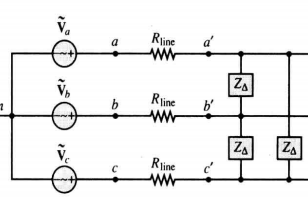 Ṽa
a Rline a′
ZΔ
n
Ṽb
b Rline b′
ZΔ ZΔ
Ṽc
c Rline c′